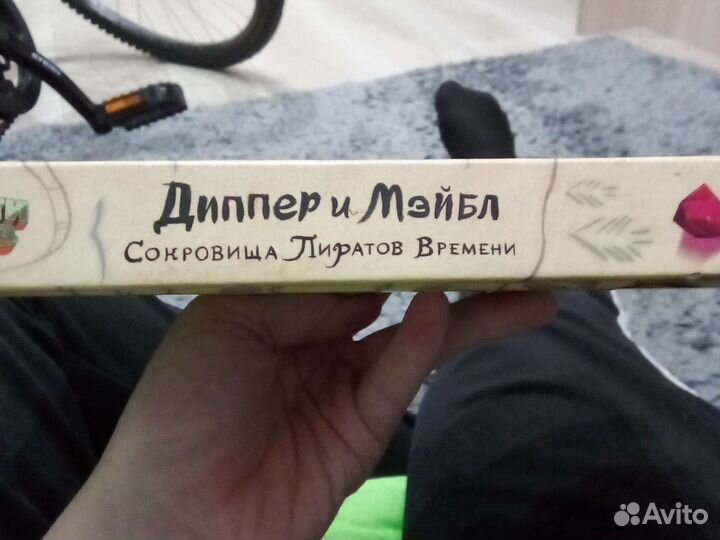 Диппер и Мэйбл
Сокровища Пиратов Времени
Avito